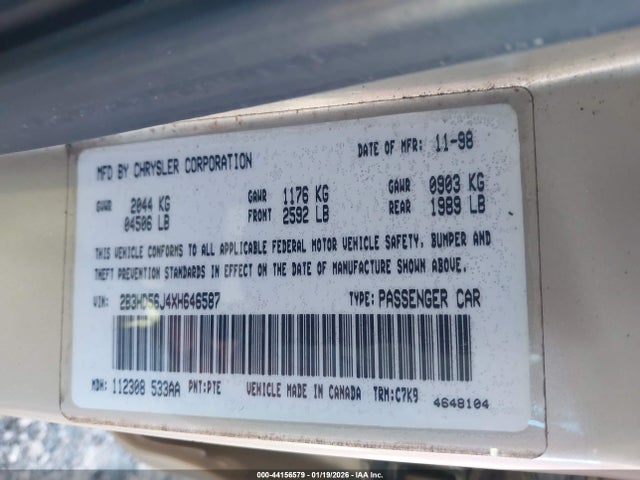 MFD BY CHRYSLER CORPORATION DATE OF MFR: 11-98
GVWR 2044 KG GAWR 1176 KG GAWR 0903 KG
04506 LB FRONT 2592 LB REAR 1989 LB
THIS VEHICLE CONFORMS TO ALL APPLICABLE FEDERAL MOTOR VEHICLE SAFETY, BUMPER AND
THEFT PREVENTION STANDARDS IN EFFECT ON THE DATE OF MANUFACTURE SHOWN ABOVE.
VIN: 2B3HD56J4XH646587 TYPE: PASSENGER CAR
MDH: 112308 533AA PNT: PTE VEHICLE MADE IN CANADA TRM: C7K9
4648104
000-44156579 - 01/19/2026 - IAA Inc.